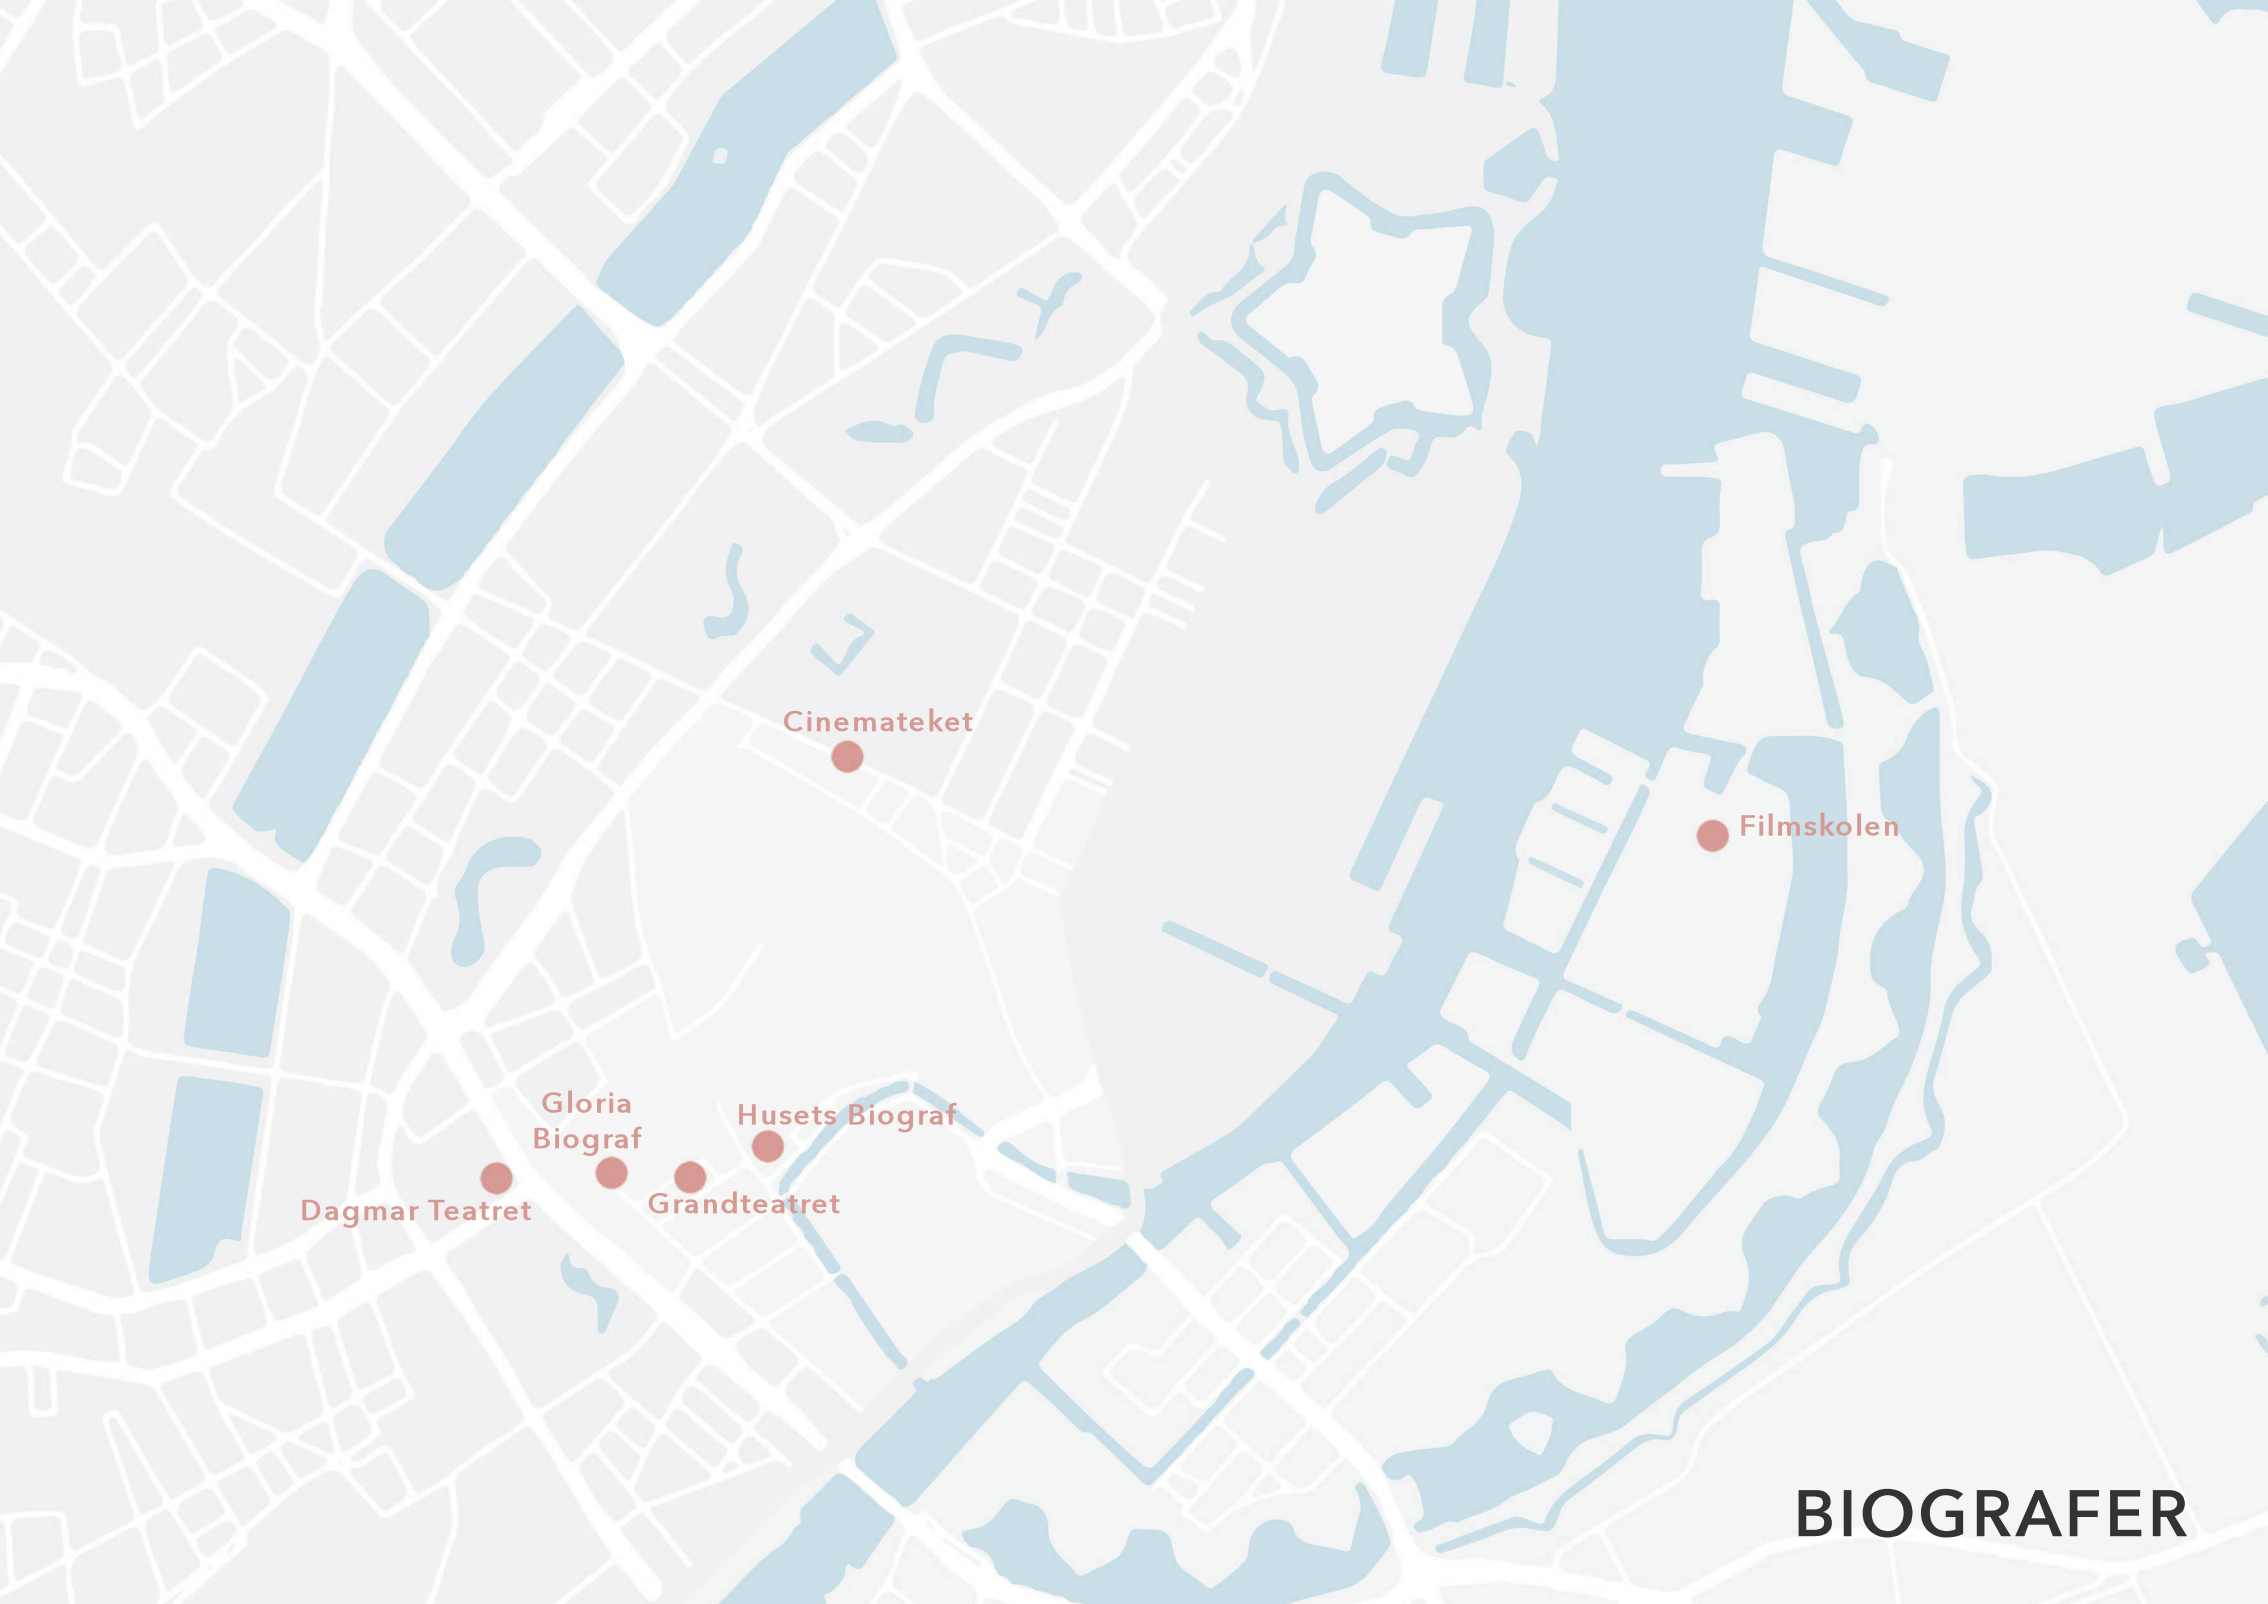 Cinemateket
Filmskolen
Gloria
Biograf
Husets Biograf
Grandteatret
Dagmar Teatret
BIOGRAFER